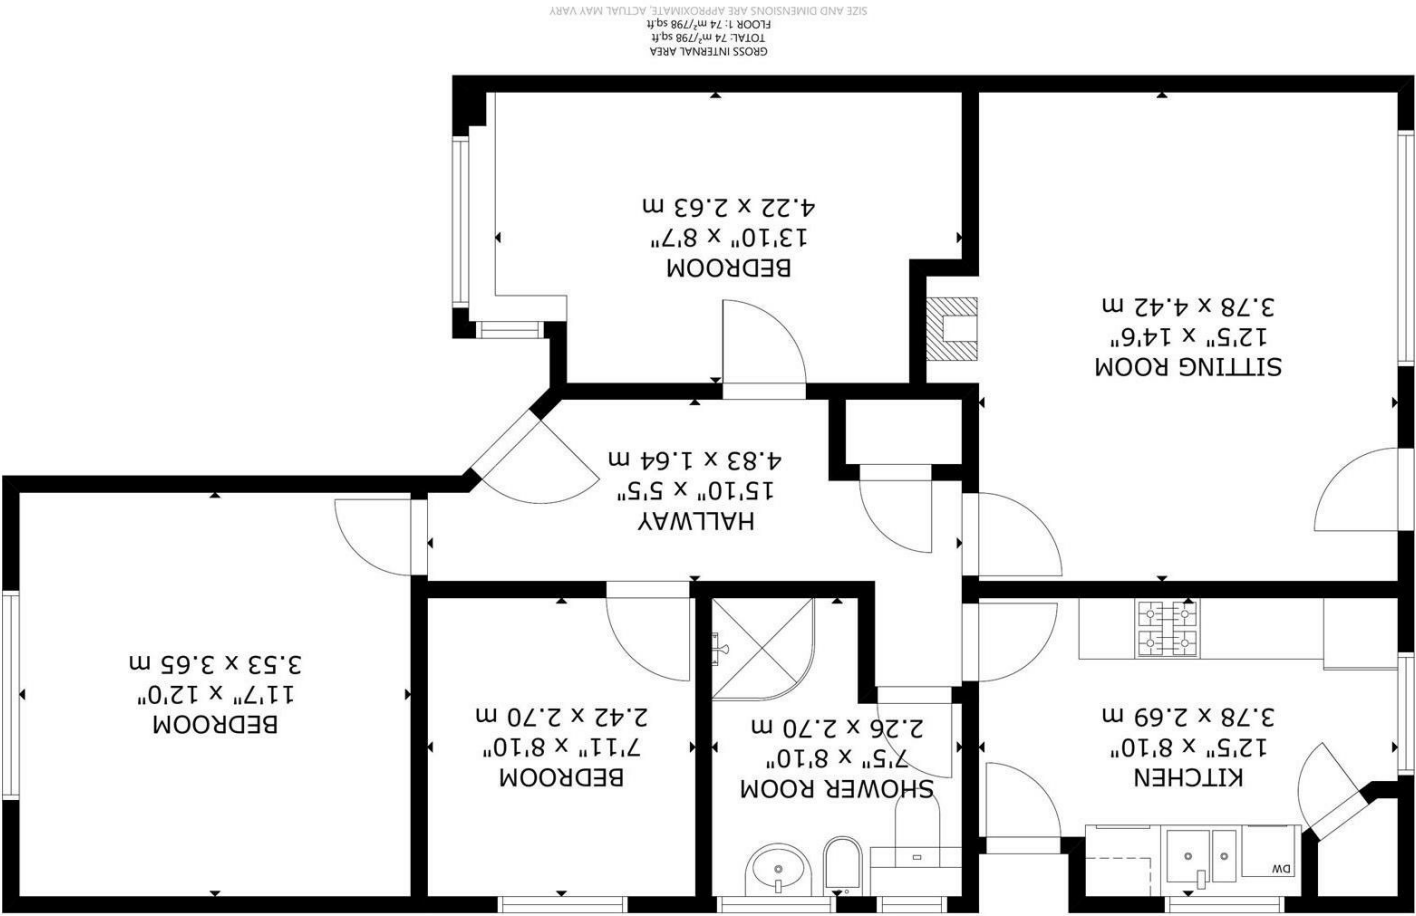 KITCHEN
12'5" x 8'10"
3.78 x 2.69 m
DW
SHOWER ROOM
7'5" x 8'10"
2.26 x 2.70 m
BEDROOM
7'11" x 8'10"
2.42 x 2.70 m
BEDROOM
11'7" x 12'0"
3.53 x 3.65 m
HALLWAY
15'10" x 5'5"
4.83 x 1.64 m
SITTING ROOM
12'5" x 14'6"
3.78 x 4.42 m
BEDROOM
13'10" x 8'7"
4.22 x 2.63 m
GROSS INTERNAL AREA
TOTAL: 74 m²/798 sq.ft
FLOOR 1: 74 m²/798 sq.ft
SIZE AND DIMENSIONS ARE APPROXIMATE, ACTUAL MAY VARY